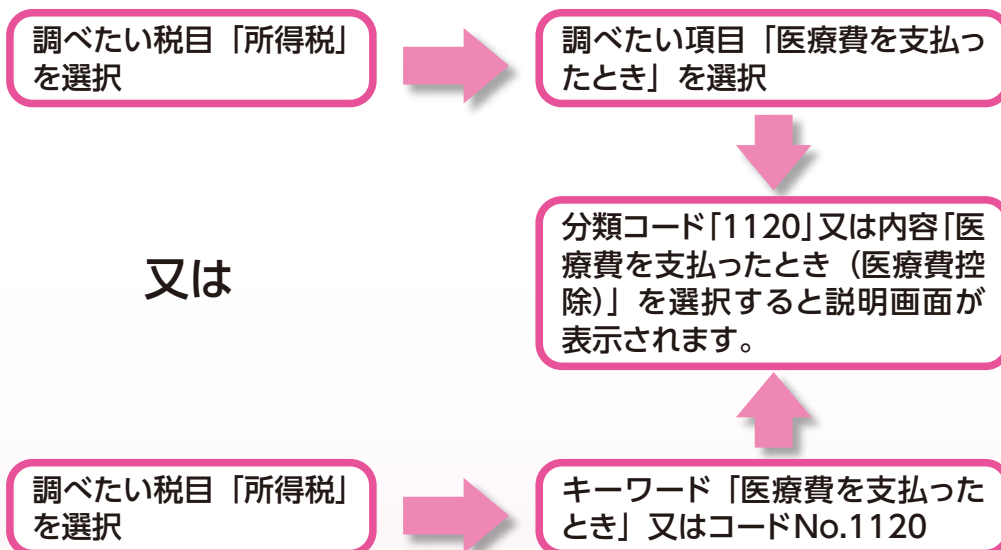 調べたい税目「所得税」
を選択
調べたい項目「医療費を支払っ
たとき」を選択
分類コード「1120」又は内容「医
療費を支払ったとき（医療費控
除）」を選択すると説明画面が
表示されます。
又は
調べたい税目「所得税」
を選択
キーワード「医療費を支払った
とき」又はコードNo.1120